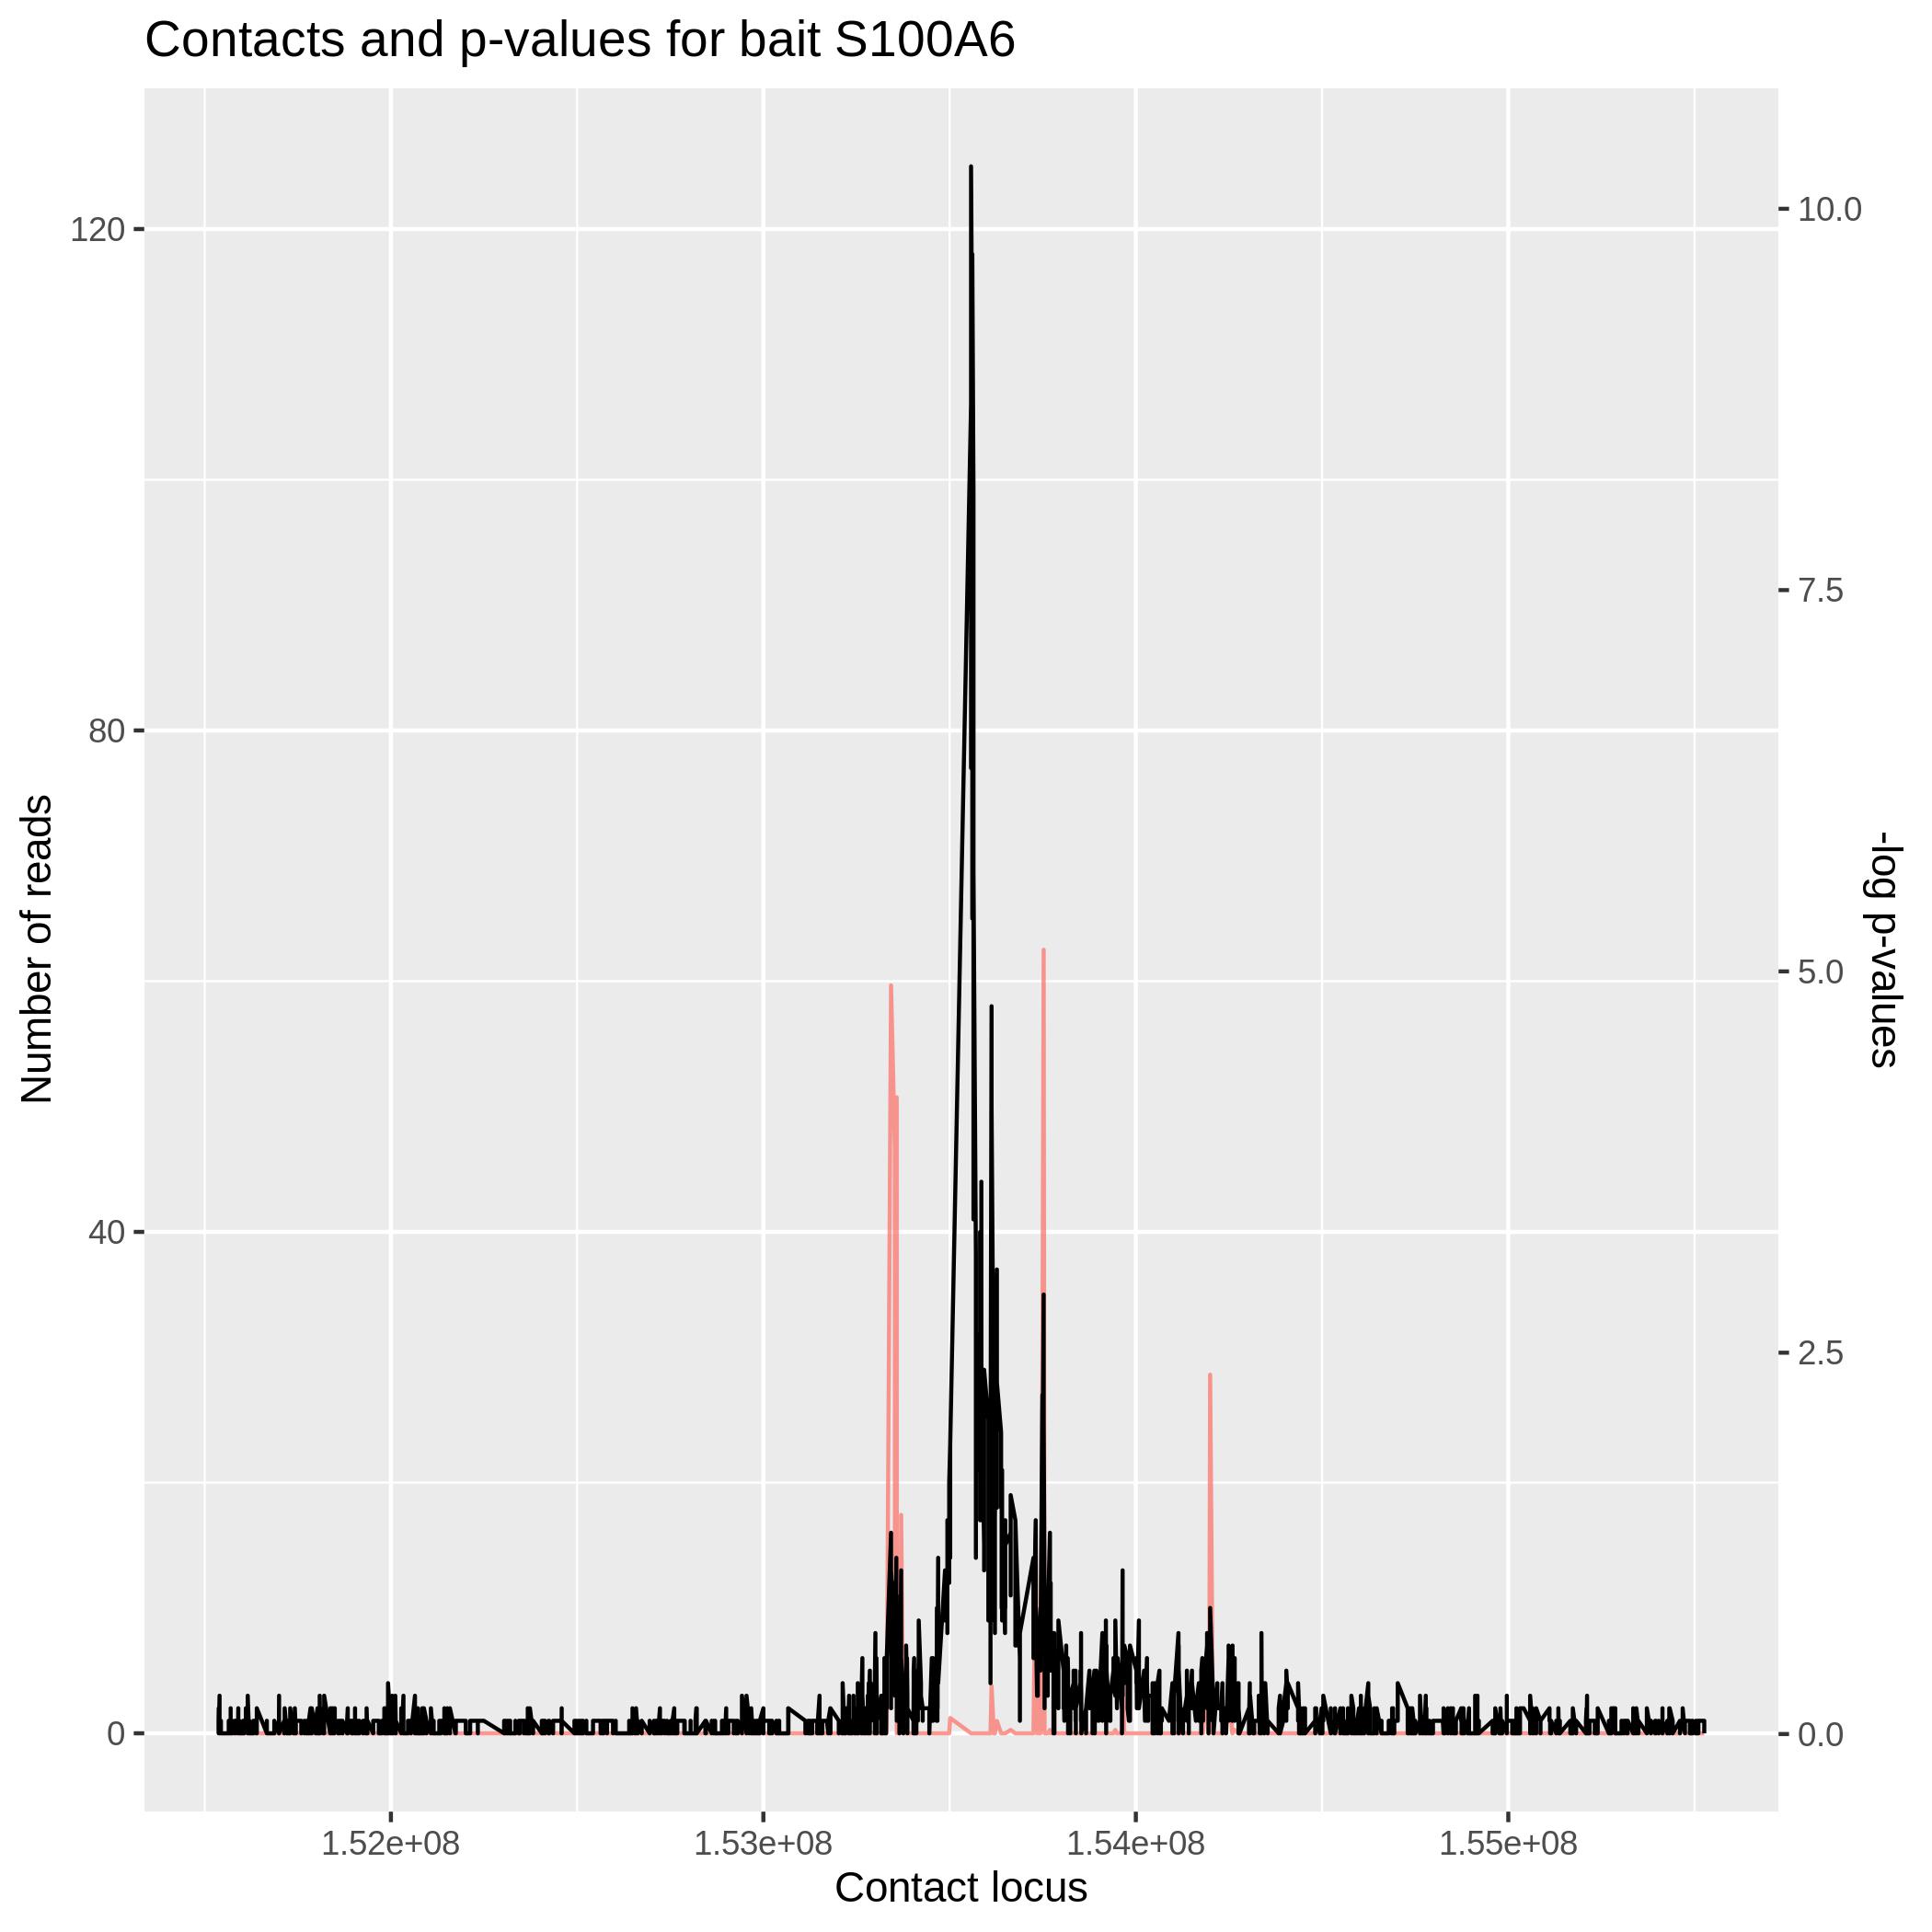 Contacts and p-values for bait S100A6
120
80
40
0
Number of reads
10.0
7.5
5.0
2.5
0.0
-log p-values
1.52e+08
1.53e+08
1.54e+08
1.55e+08
Contact locus